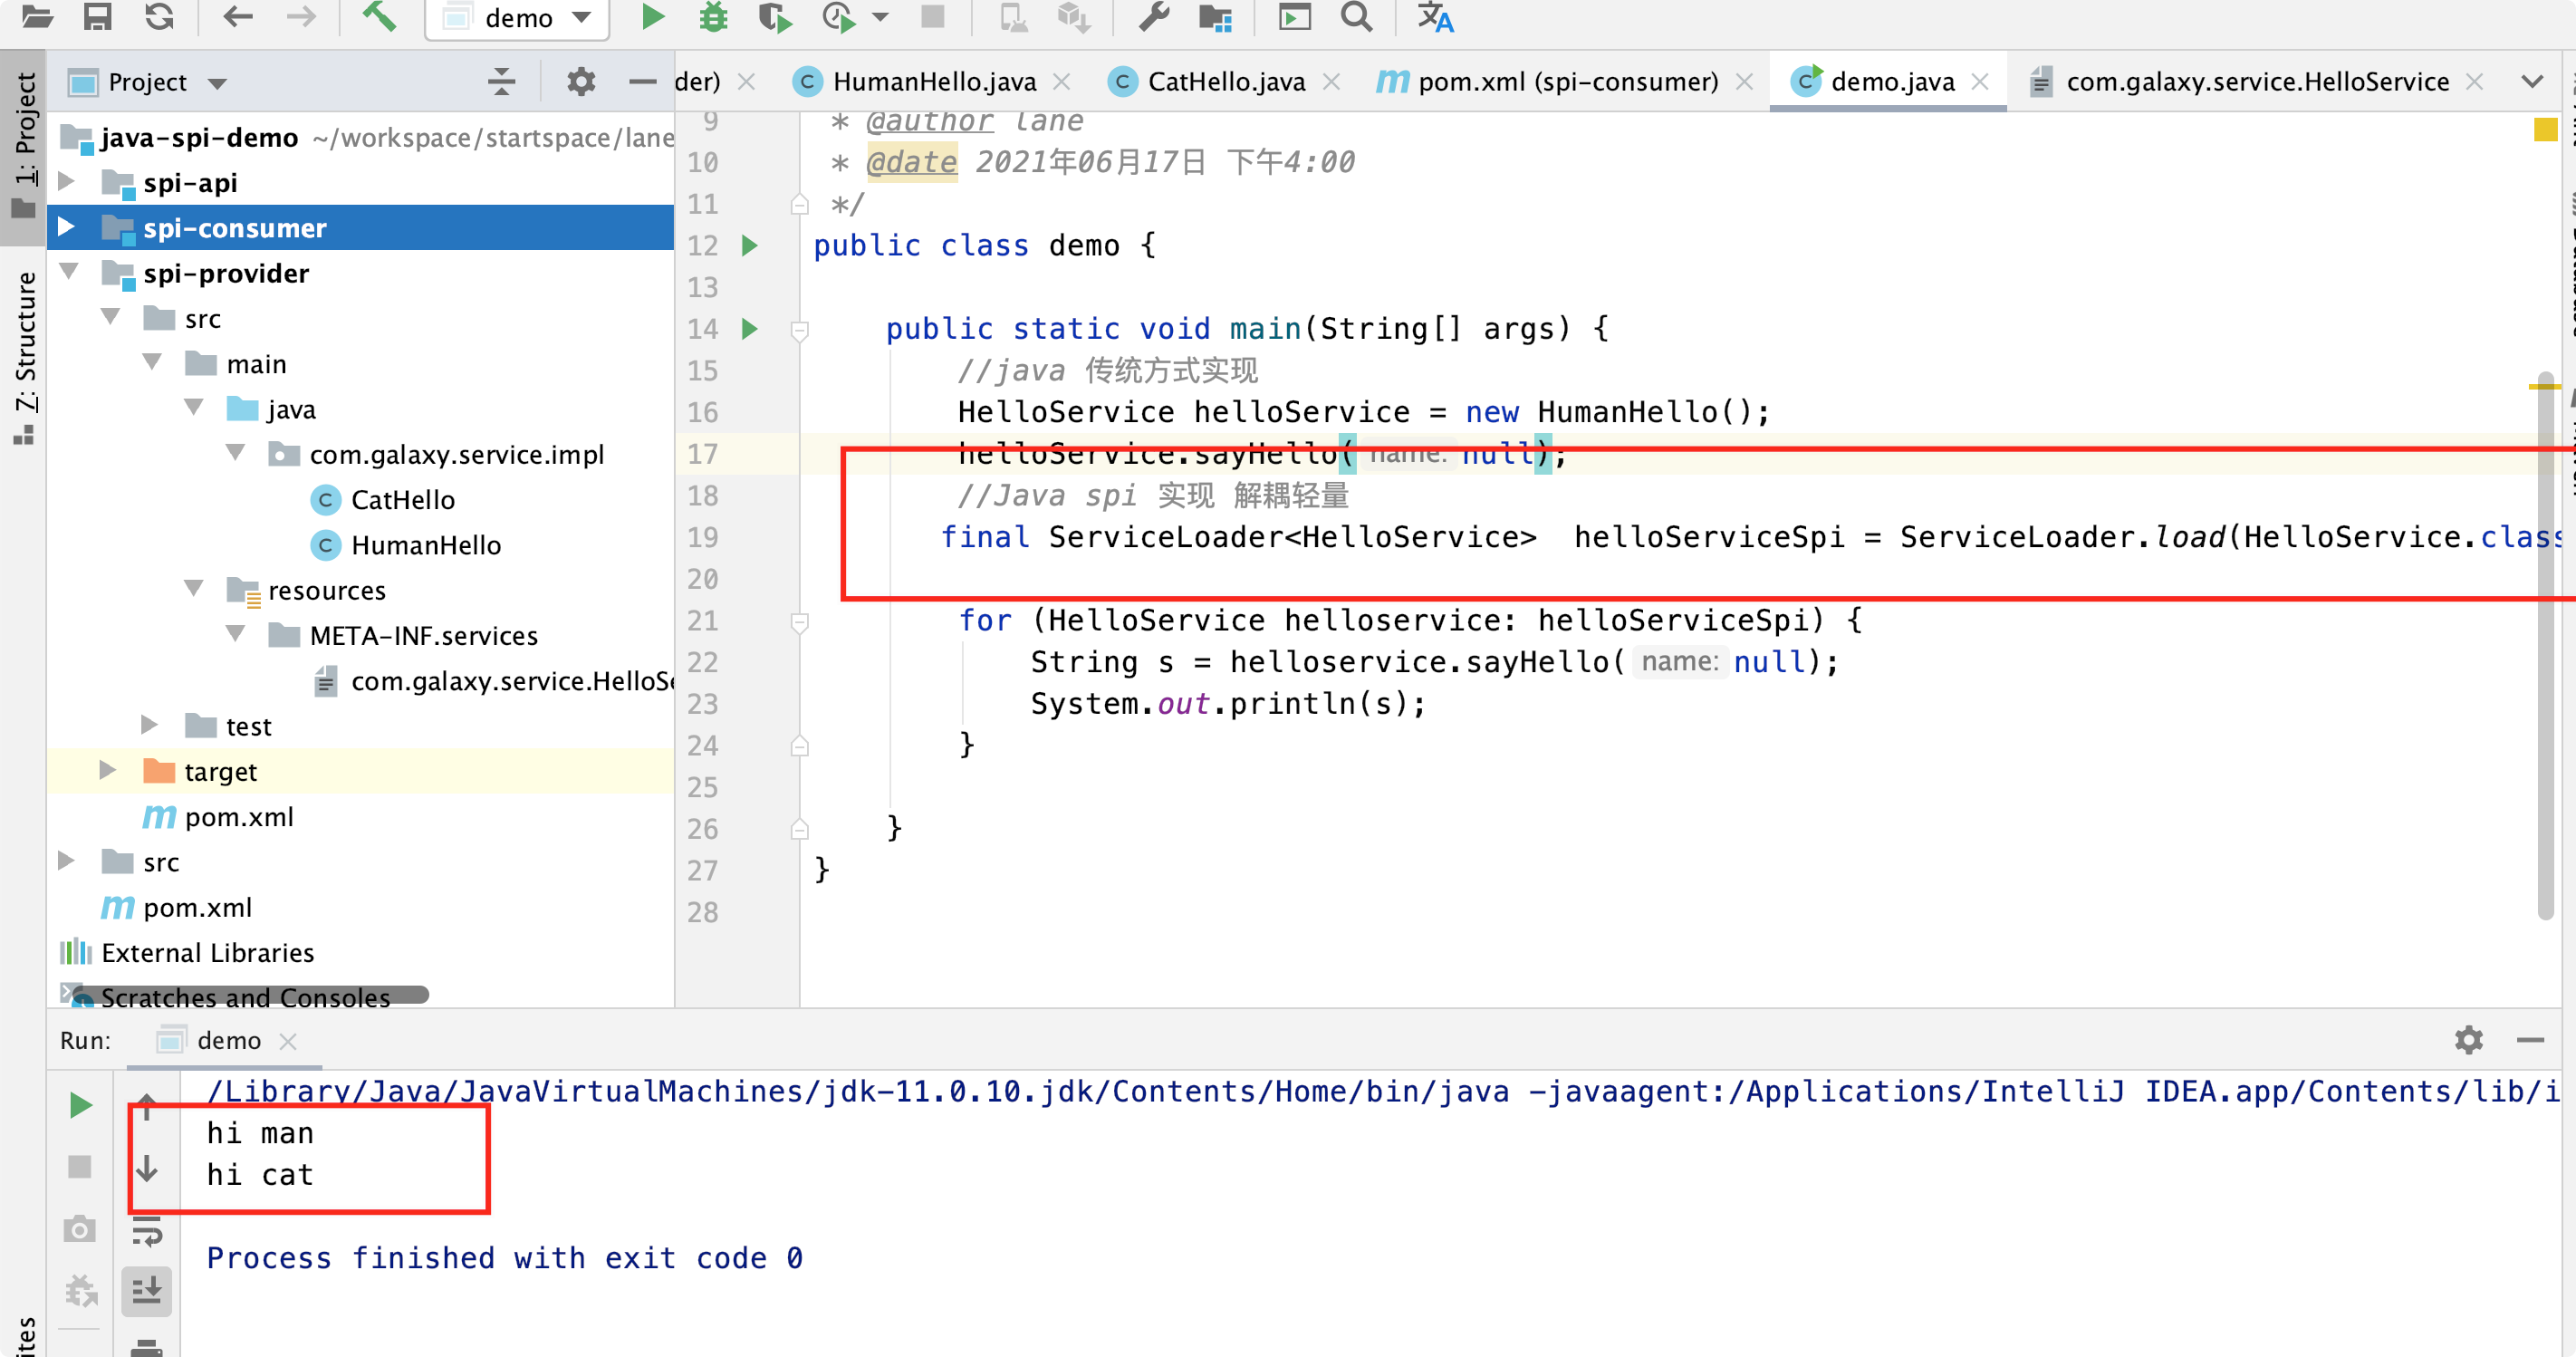 demo
Project
der)
HumanHello.java
CatHello.java
pom.xml (spi-consumer)
demo.java
com.galaxy.service.HelloService
1: Project
7: Structure
java-spi-demo ~/workspace/startspace/lane
spi-api
spi-consumer
spi-provider
src
main
java
com.galaxy.service.impl
CatHello
HumanHello
resources
META-INF.services
com.galaxy.service.HelloSe
test
target
pom.xml
src
pom.xml
External Libraries
Scratches and Consoles
9 * @author lane
10 * @date 2021年06月17日 下午4:00
11 */
12 public class demo {
13
14 public static void main(String[] args) {
15 //java 传统方式实现
16 HelloService helloService = new HumanHello();
17 helloService.sayHello( name: null);
18 //Java spi 实现 解耦轻量
19 final ServiceLoader<HelloService>  helloServiceSpi = ServiceLoader.load(HelloService.class
20
21 for (HelloService helloservice: helloServiceSpi) {
22 String s = helloservice.sayHello( name: null);
23 System.out.println(s);
24 }
25
26 }
27 }
28
Run: demo
/Library/Java/JavaVirtualMachines/jdk-11.0.10.jdk/Contents/Home/bin/java -javaagent:/Applications/IntelliJ IDEA.app/Contents/lib/i
hi man
hi cat
Process finished with exit code 0
ites